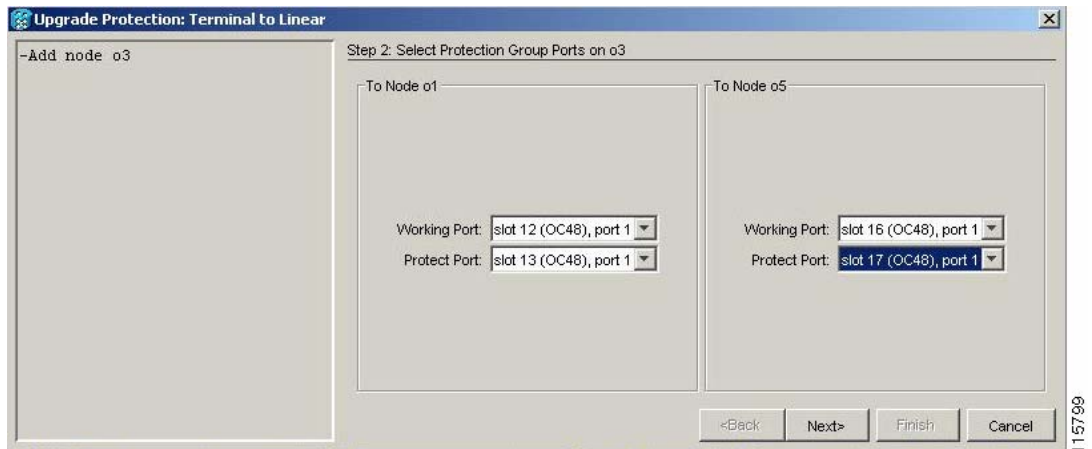 Upgrade Protection: Terminal to Linear
-Add node o3
Step 2: Select Protection Group Ports on o3
To Node o1
Working Port: slot 12 (OC48), port 1
Protect Port: slot 13 (OC48), port 1
To Node o5
Working Port: slot 16 (OC48), port 1
Protect Port: slot 17 (OC48), port 1
<Back Next> Finish Cancel
115799